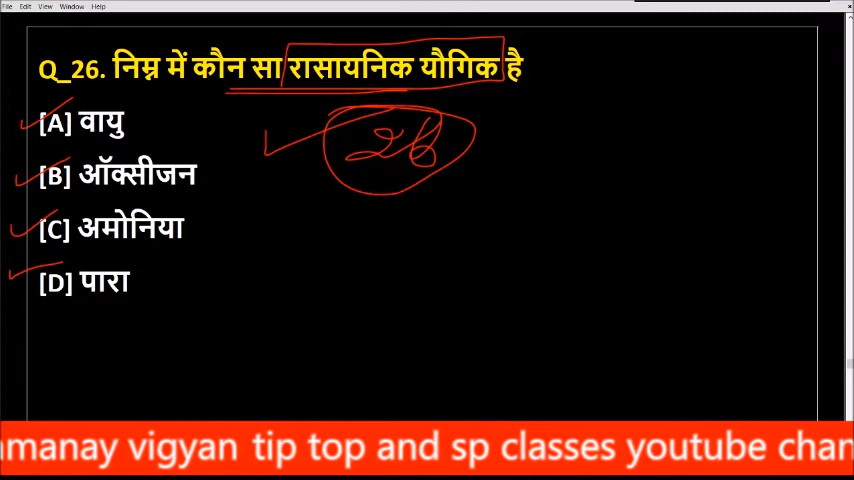 File Edit View Window Help
Q_26. निम्न में कौन सा रासायनिक यौगिक है
26
[A] वायु
[B] ऑक्सीजन
[C] अमोनिया
[D] पारा
amanay vigyan tip top and sp classes youtube chan